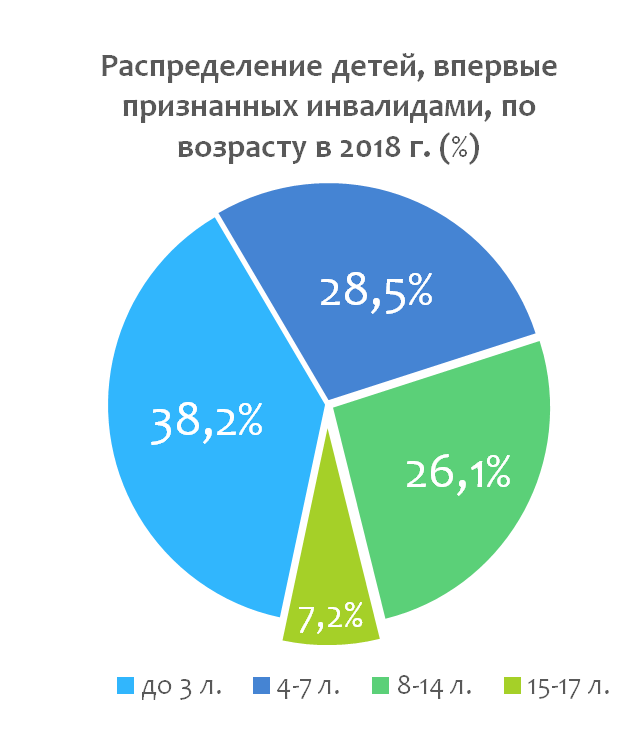 Распределение детей, впервые
признанных инвалидами, по
возрасту в 2018 г. (%)
28,5%
38,2%
26,1%
7,2%
до 3 л. 4-7 л. 8-14 л. 15-17 л.